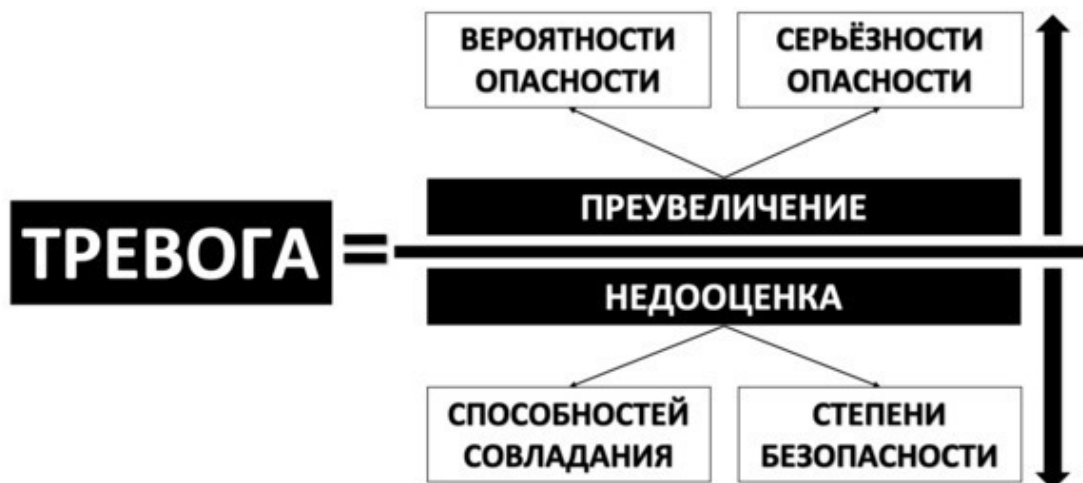 ВЕРОЯТНОСТИ
ОПАСНОСТИ
СЕРЬЁЗНОСТИ
ОПАСНОСТИ
ПРЕУВЕЛИЧЕНИЕ
ТРЕВОГА =
НЕДООЦЕНКА
СПОСОБНОСТЕЙ
СОВЛАДАНИЯ
СТЕПЕНИ
БЕЗОПАСНОСТИ